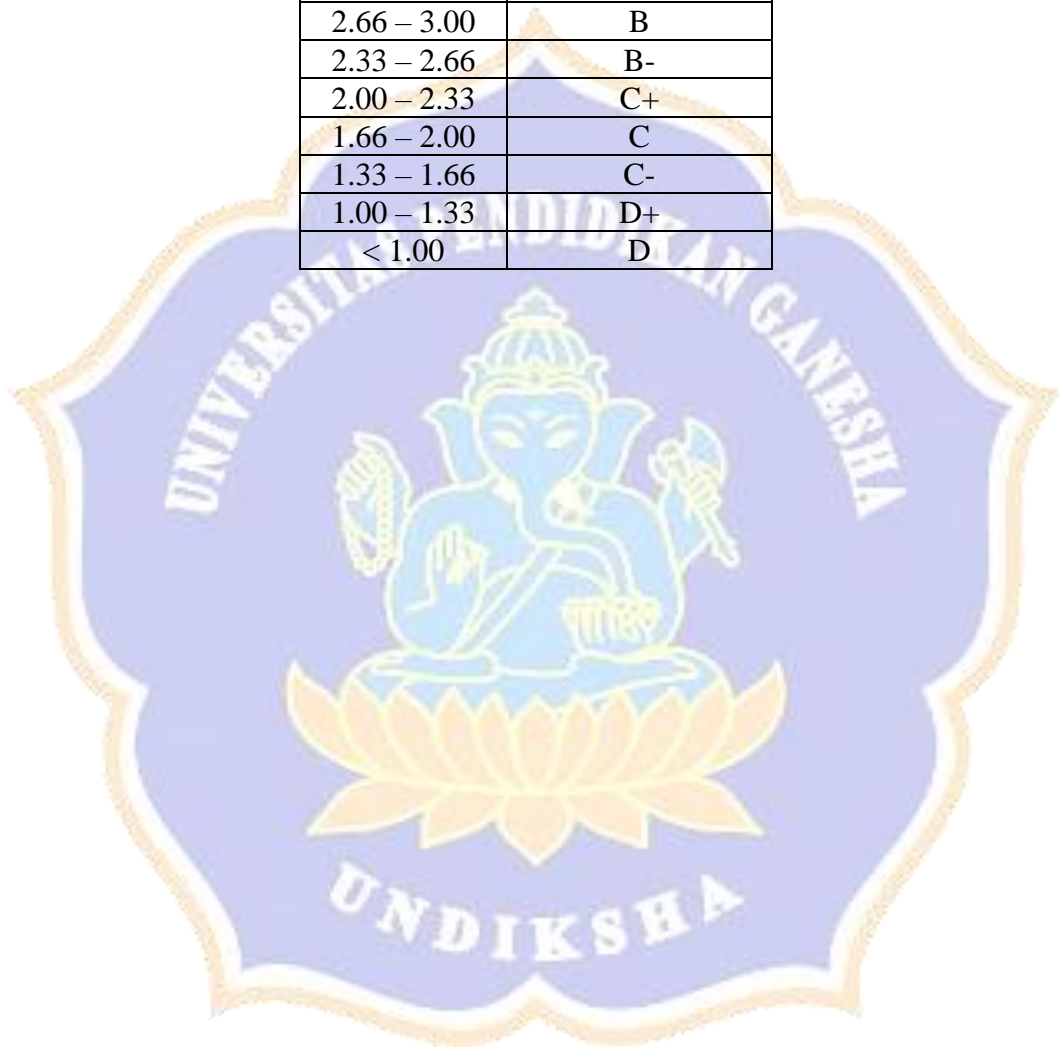 2.66 – 3.00 B
2.33 – 2.66 B-
2.00 – 2.33 C+
1.66 – 2.00 C
1.33 – 1.66 C-
1.00 – 1.33 D+
< 1.00 D
UNIVERSITAS PENDIDIKAN GANESHA
UNDIKSHA